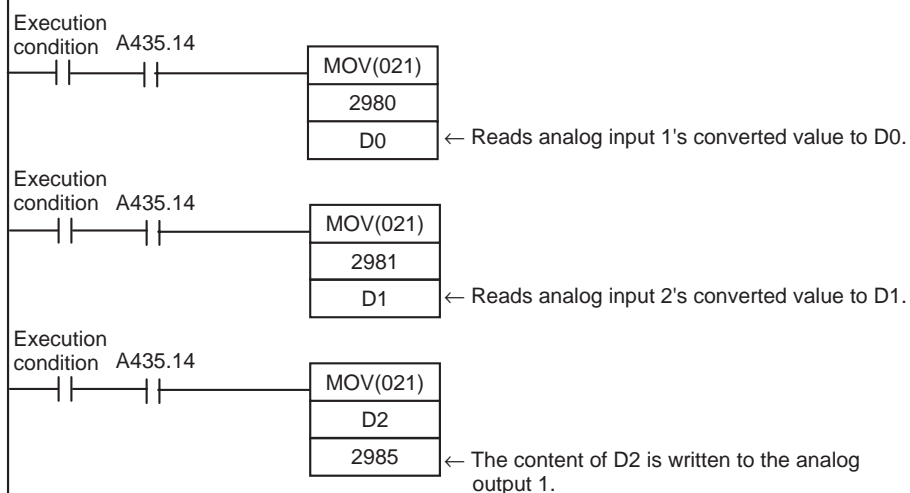 Execution
condition A435.14
MOV(021)
2980
D0 ← Reads analog input 1's converted value to D0.
Execution
condition A435.14
MOV(021)
2981
D1 ← Reads analog input 2's converted value to D1.
Execution
condition A435.14
MOV(021)
D2
2985 ← The content of D2 is written to the analog
output 1.